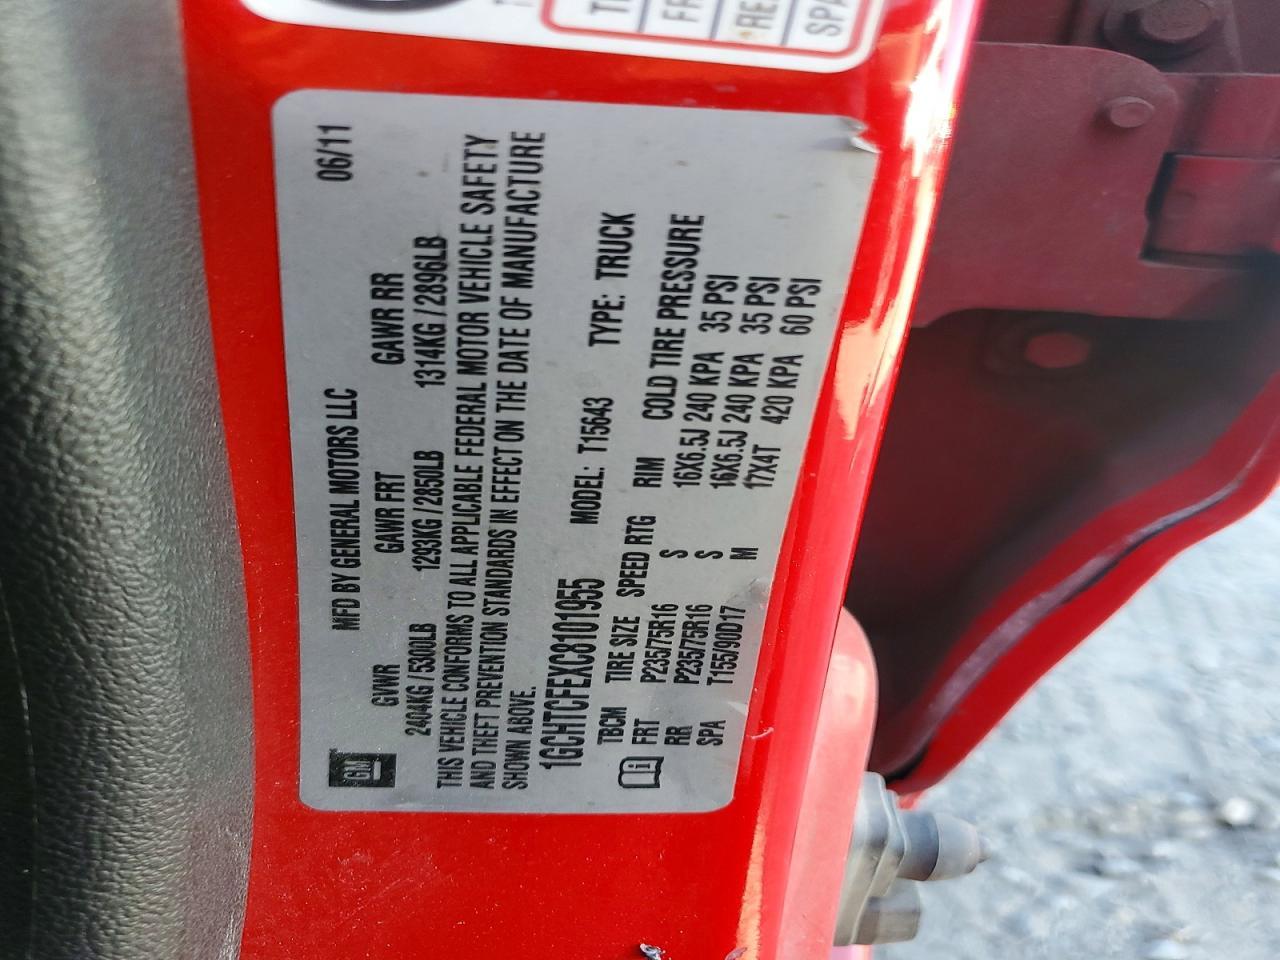 GM
MFD BY GENERAL MOTORS LLC 06/11
GVWR GAWR FRT GAWR RR
2404KG / 5300LB 1293KG / 2850LB 1314KG / 2896LB
THIS VEHICLE CONFORMS TO ALL APPLICABLE FEDERAL MOTOR VEHICLE SAFETY
AND THEFT PREVENTION STANDARDS IN EFFECT ON THE DATE OF MANUFACTURE
SHOWN ABOVE.
1GCHTCFEXC8101955 MODEL: T15643 TYPE: TRUCK
TBCM TIRE SIZE SPEED RTG RIM COLD TIRE PRESSURE
FRT P235/75R16 S 16X6.5J 240 KPA 35 PSI
RR P235/75R16 S 16X6.5J 240 KPA 35 PSI
SPA T155/90D17 M 17X4T 420 KPA 60 PSI